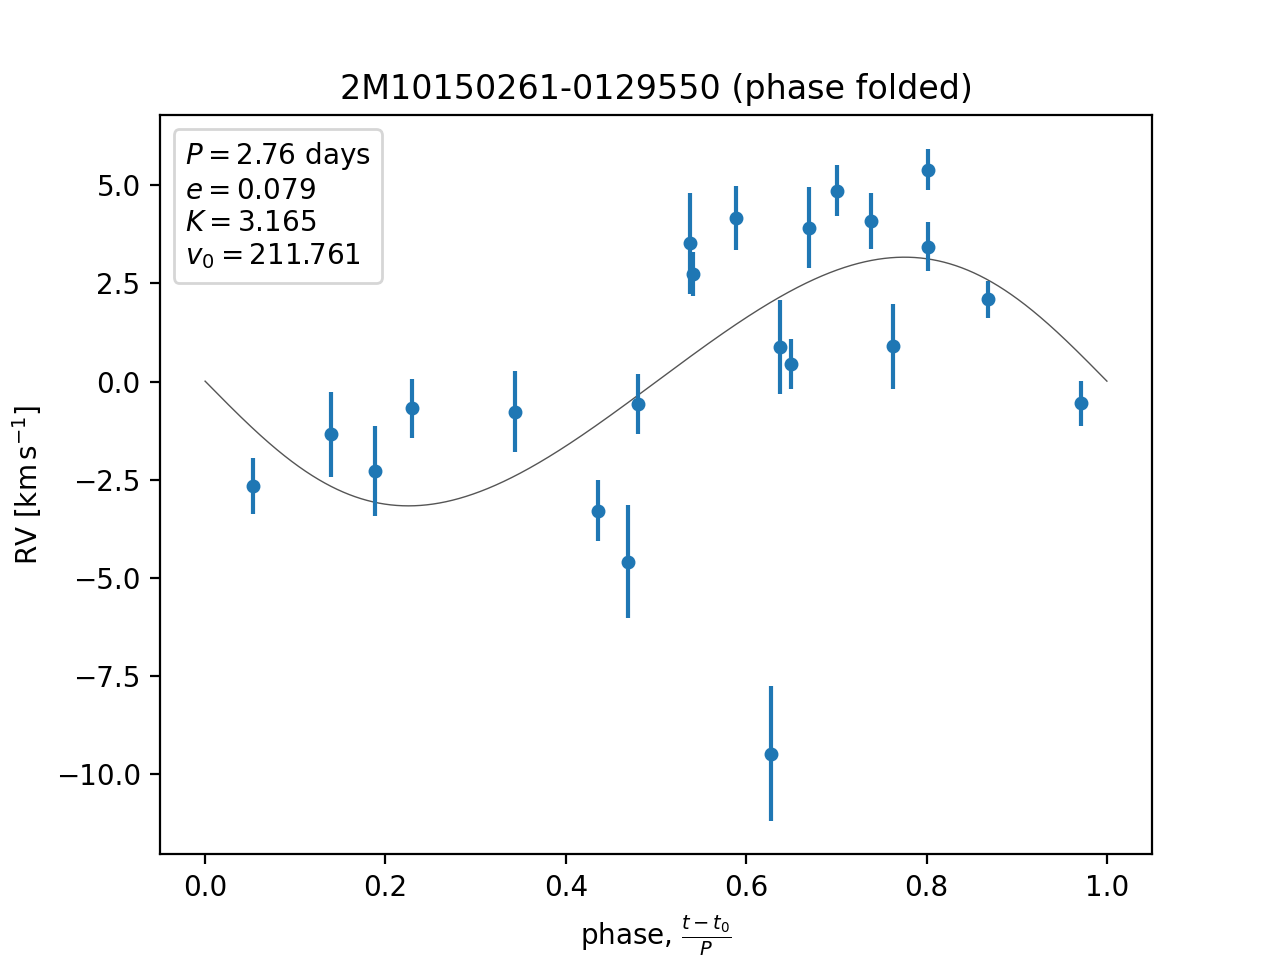 2M10150261-0129550 (phase folded)
P = 2.76 days
e = 0.079
K = 3.165
v₀ = 211.761
5.0
2.5
0.0
−2.5
−5.0
−7.5
−10.0
RV [km s⁻¹]
0.0 0.2 0.4 0.6 0.8 1.0
phase, (t − t₀)/P